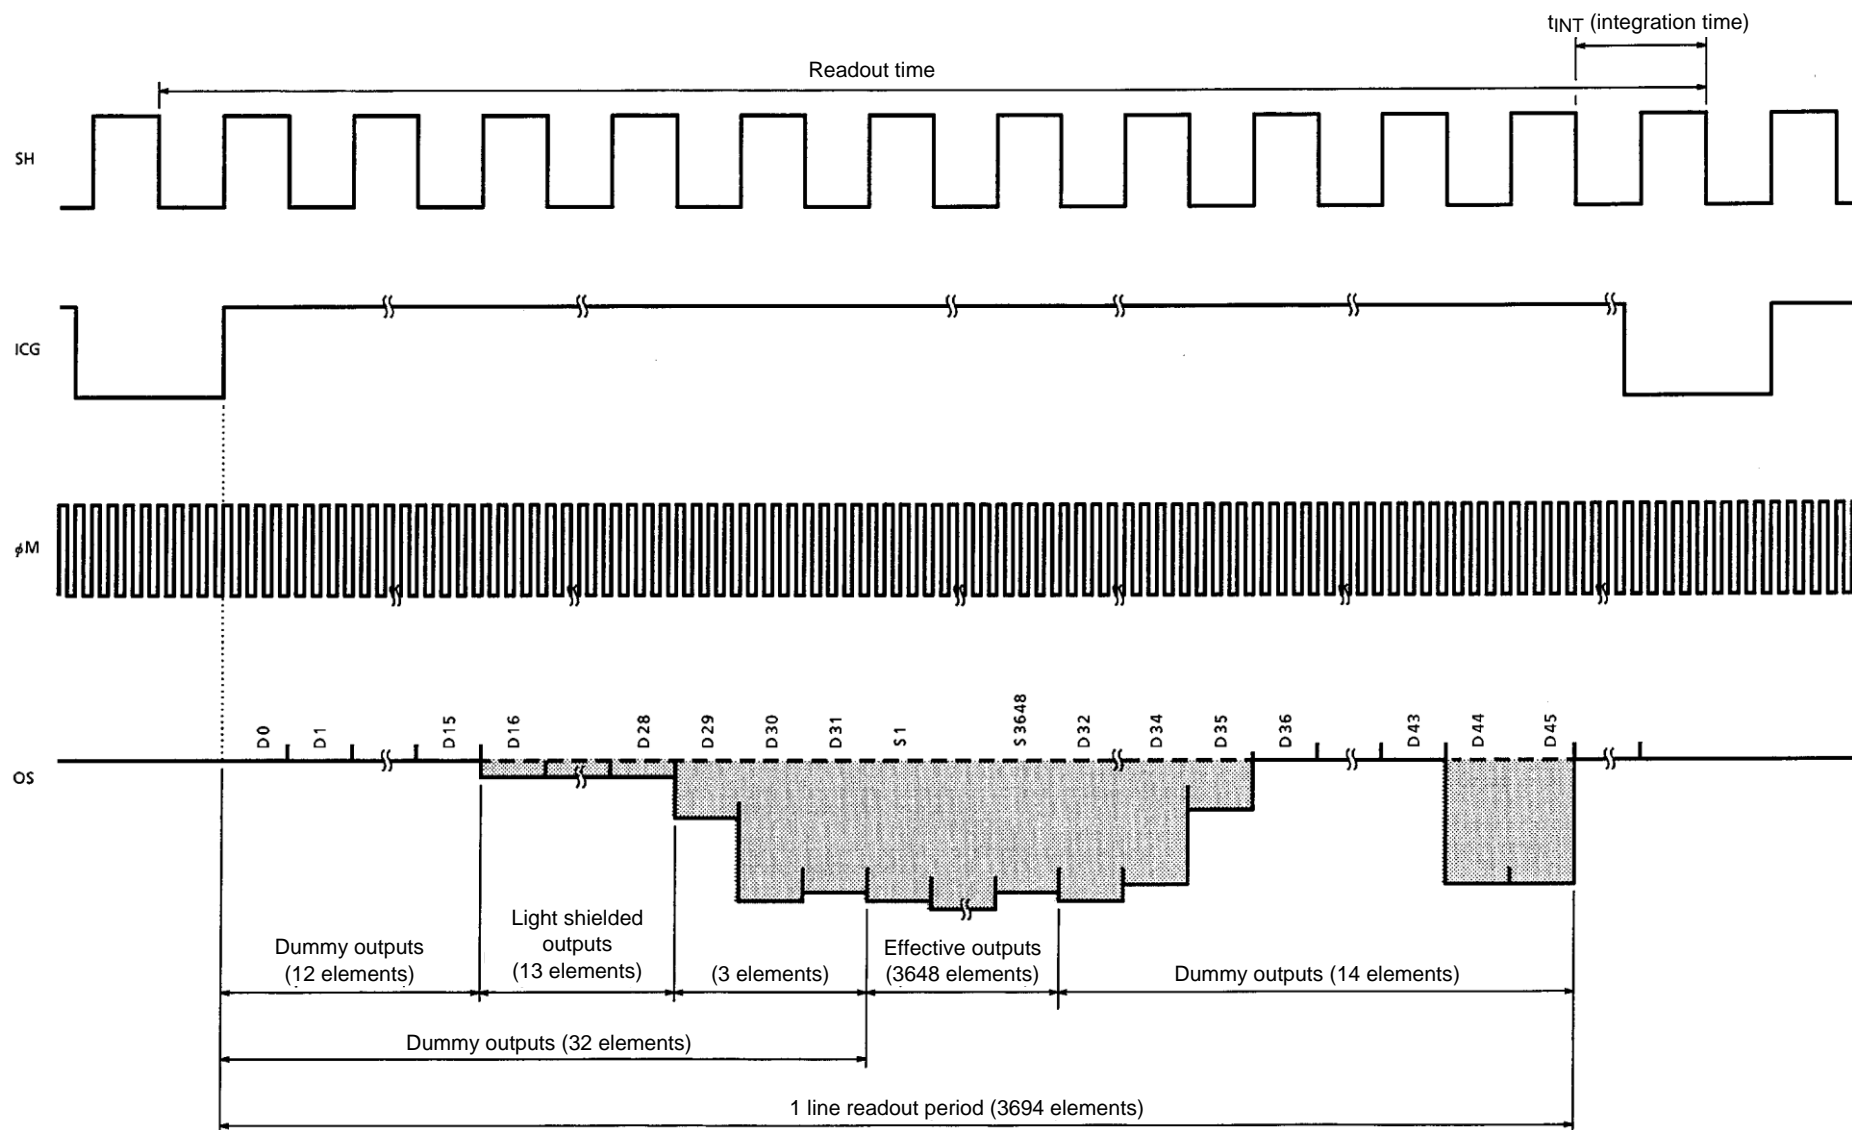 tINT (integration time)
Readout time
SH
ICG
φM
D0 D1 D15 D16 D28 D29 D30 D31 S1 S3648 D32 D34 D35 D36 D43 D44 D45
OS
Light shielded
outputs
(13 elements)
Dummy outputs
(12 elements)
(3 elements)
Effective outputs
(3648 elements)
Dummy outputs (14 elements)
Dummy outputs (32 elements)
1 line readout period (3694 elements)